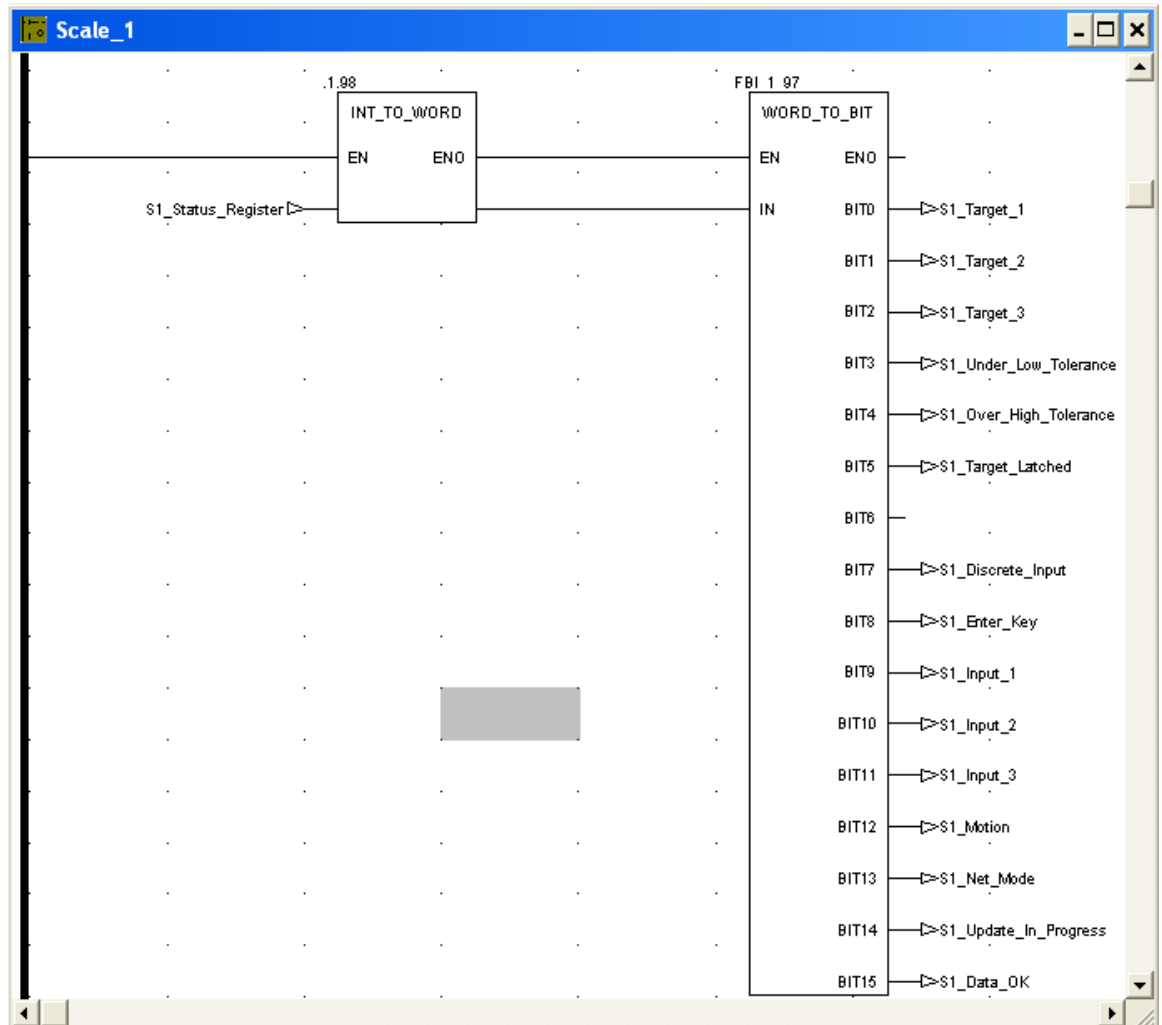 Scale_1
.1.98
FBI_1_97
INT_TO_WORD
WORD_TO_BIT
EN ENO
EN ENO
S1_Status_Register
IN BIT0 S1_Target_1
BIT1 S1_Target_2
BIT2 S1_Target_3
BIT3 S1_Under_Low_Tolerance
BIT4 S1_Over_High_Tolerance
BIT5 S1_Target_Latched
BIT6
BIT7 S1_Discrete_Input
BIT8 S1_Enter_Key
BIT9 S1_Input_1
BIT10 S1_Input_2
BIT11 S1_Input_3
BIT12 S1_Motion
BIT13 S1_Net_Mode
BIT14 S1_Update_In_Progress
BIT15 S1_Data_OK